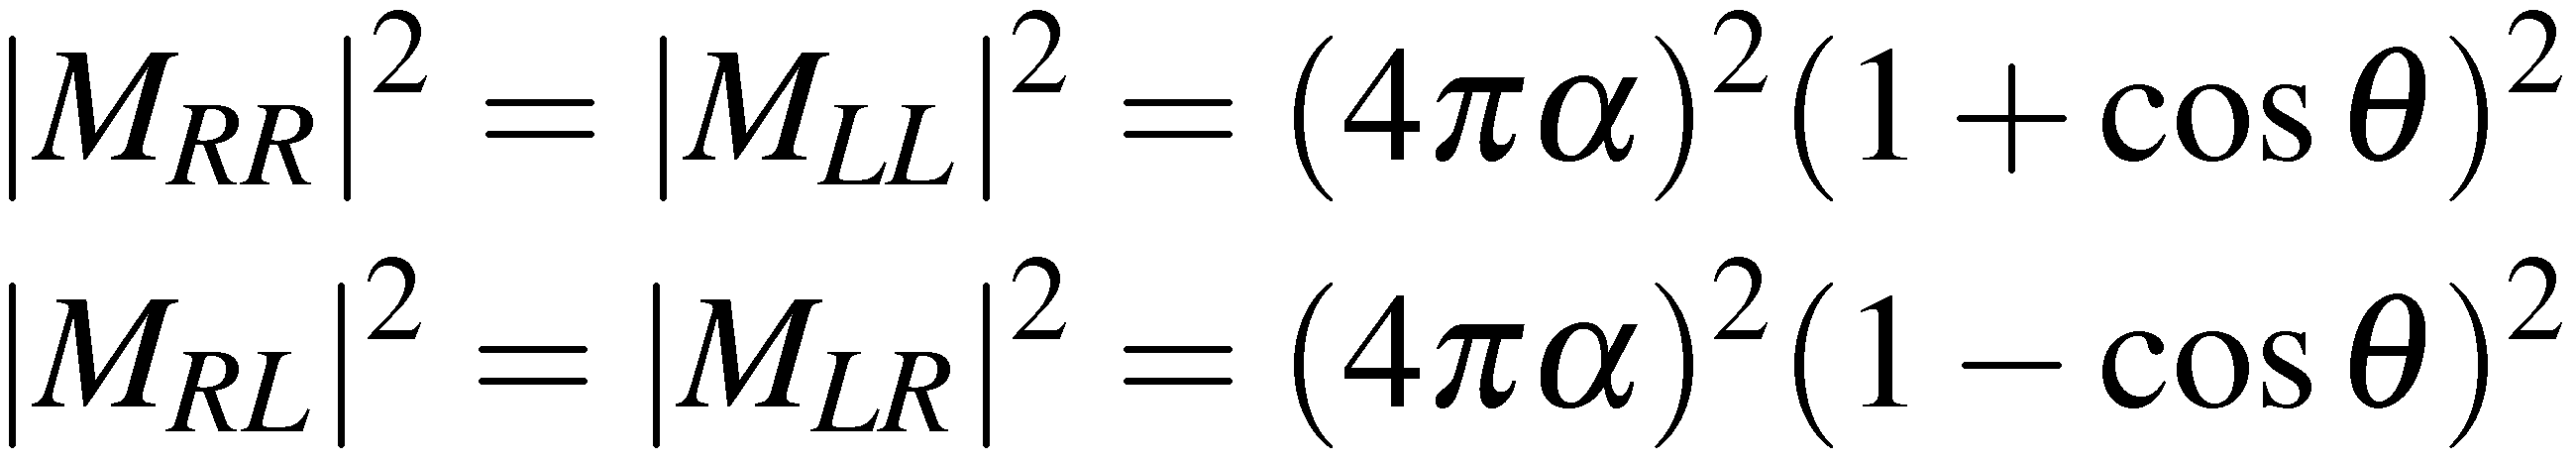 |M_{RR}|^2 = |M_{LL}|^2 = (4πα)^2(1 + cos θ)^2
|M_{RL}|^2 = |M_{LR}|^2 = (4πα)^2(1 − cos θ)^2